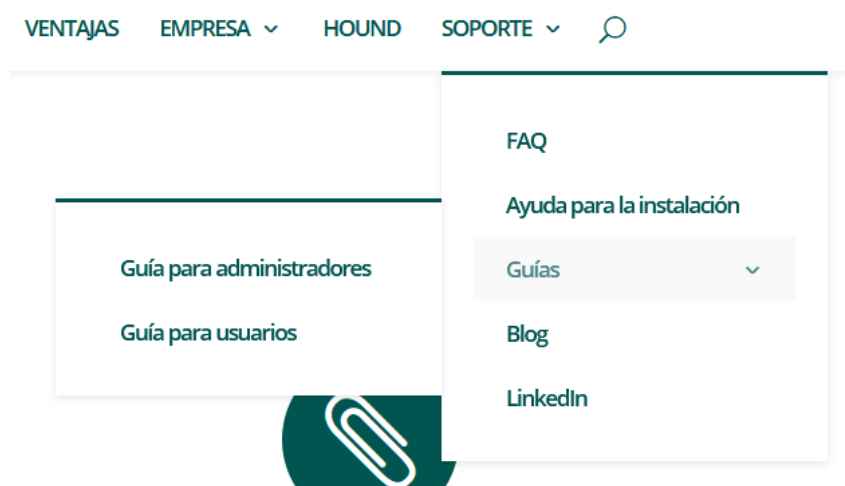 VENTAJAS EMPRESA HOUND SOPORTE
FAQ
Ayuda para la instalación
Guías
Blog
LinkedIn
Guía para administradores
Guía para usuarios